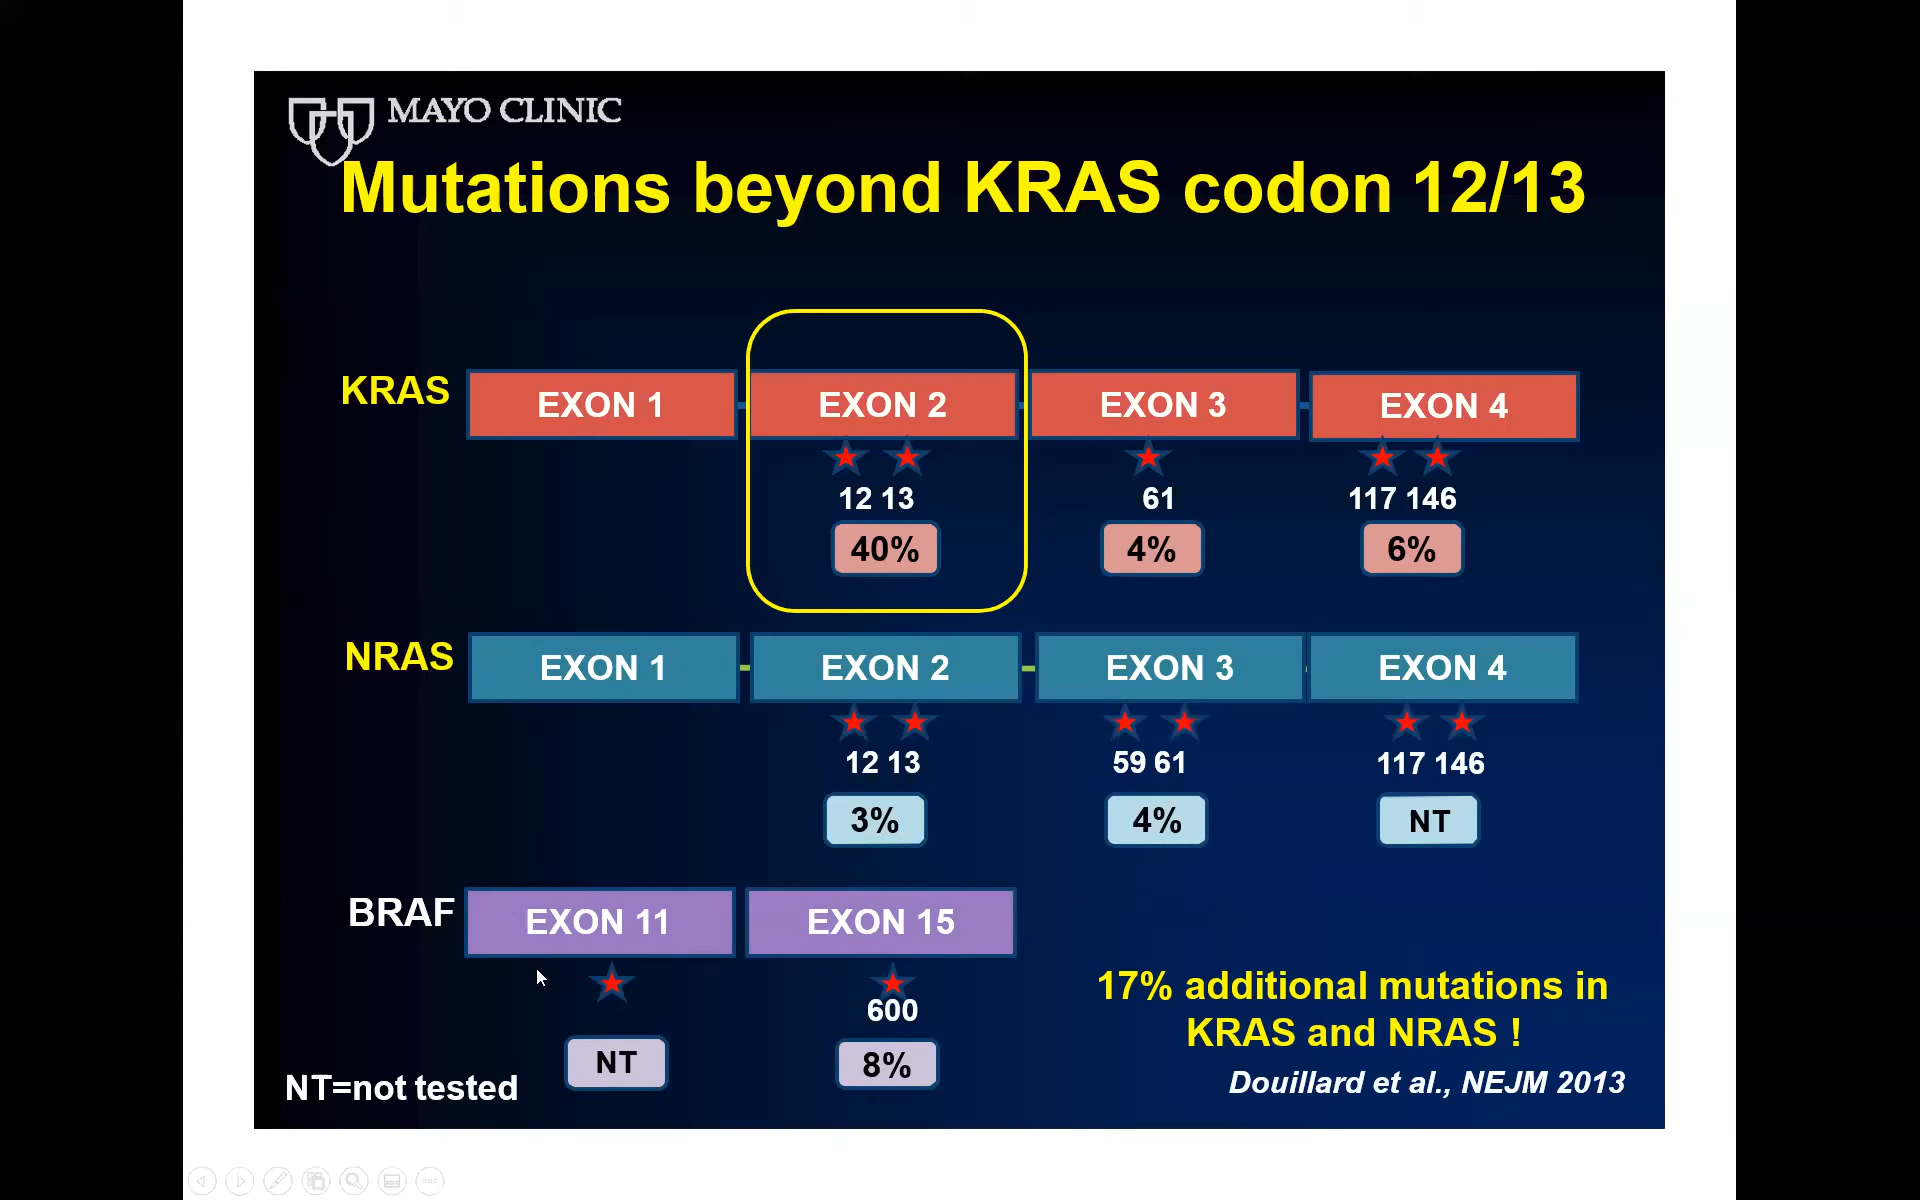 MAYO CLINIC
Mutations beyond KRAS codon 12/13
KRAS
EXON 1
EXON 2
EXON 3
EXON 4
12 13
61
117 146
40%
4%
6%
NRAS
EXON 1
EXON 2
EXON 3
EXON 4
12 13
59 61
117 146
3%
4%
NT
BRAF
EXON 11
EXON 15
600
NT
8%
17% additional mutations in
KRAS and NRAS !
NT=not tested
Douillard et al., NEJM 2013